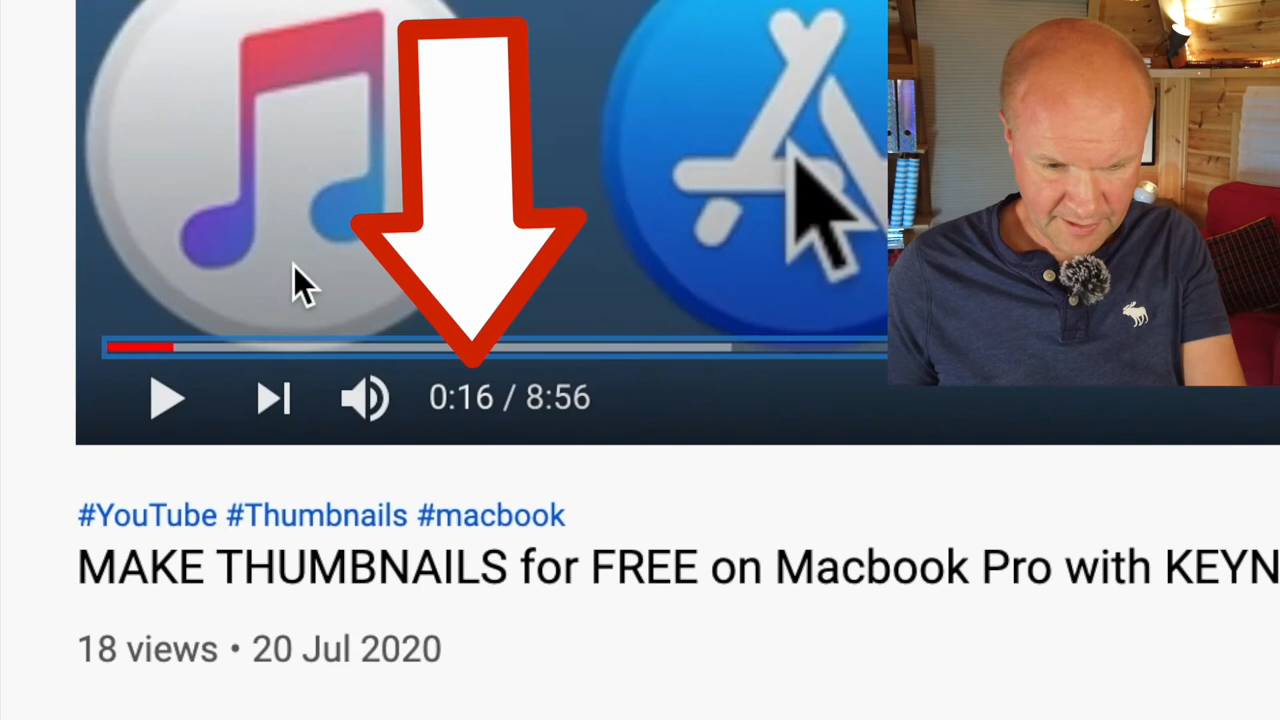 0:16 / 8:56
#YouTube #Thumbnails #macbook
MAKE THUMBNAILS for FREE on Macbook Pro with KEYN
18 views • 20 Jul 2020